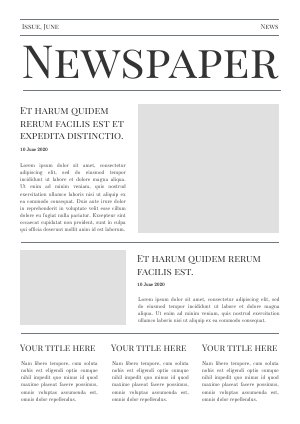 Issue, June
News
Newspaper
Et harum quidem
rerum facilis est et
expedita distinctio.
10 June 2020
Lorem ipsum dolor sit amet, consectetur
adipiscing elit, sed do eiusmod tempor
incididunt ut labore et dolore magna aliqua.
Ut enim ad minim veniam, quis nostrud
exercitation ullamco laboris nisi ut aliquip ex
ea commodo consequat. Duis aute irure dolor
in reprehenderit in voluptate velit esse cillum
dolore eu fugiat nulla pariatur. Excepteur sint
occaecat cupidatat non proident, sunt in culpa
qui officia deserunt mollit anim id est laborum.
Et harum quidem rerum
facilis est.
10 June 2020
Lorem ipsum dolor sit amet, consectetur adipiscing elit,
sed do eiusmod tempor incididunt ut labore et dolore magna
aliqua. Ut enim ad minim veniam, quis nostrud exercitation
ullamco laboris nisi ut aliquip ex ea commodo consequat.
Your title here
Nam libero tempore, cum soluta
nobis est eligendi optio cumque
nihil impedit quo minus id quod
maxime placeat facere possimus,
omnis voluptas assumenda est,
omnis dolor repellendus.
Your title here
Nam libero tempore, cum soluta
nobis est eligendi optio cumque
nihil impedit quo minus id quod
maxime placeat facere possimus,
omnis voluptas assumenda est,
omnis dolor repellendus.
Your title here
Nam libero tempore, cum soluta
nobis est eligendi optio cumque
nihil impedit quo minus id quod
maxime placeat facere possimus,
omnis voluptas assumenda est,
omnis dolor repellendus.